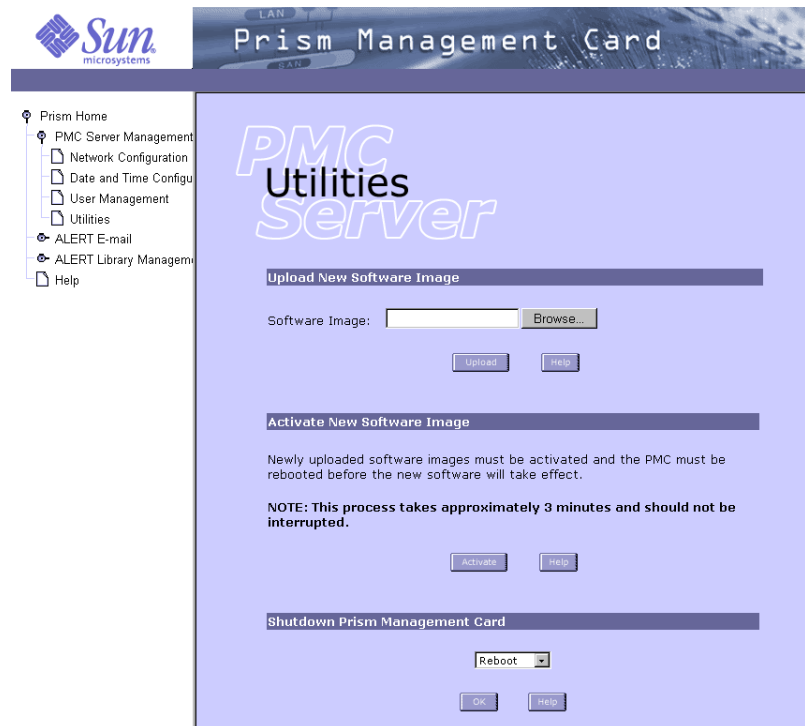 Sun
microsystems
LAN
Prism Management Card
SAN
Prism Home
PMC Server Management
Network Configuration
Date and Time Configu
User Management
Utilities
ALERT E-mail
ALERT Library Managem
Help
PMC
Utilities
Server
Upload New Software Image
Software Image:
Browse...
Upload
Help
Activate New Software Image
Newly uploaded software images must be activated and the PMC must be
rebooted before the new software will take effect.
NOTE: This process takes approximately 3 minutes and should not be
interrupted.
Activate
Help
Shutdown Prism Management Card
Reboot
OK
Help